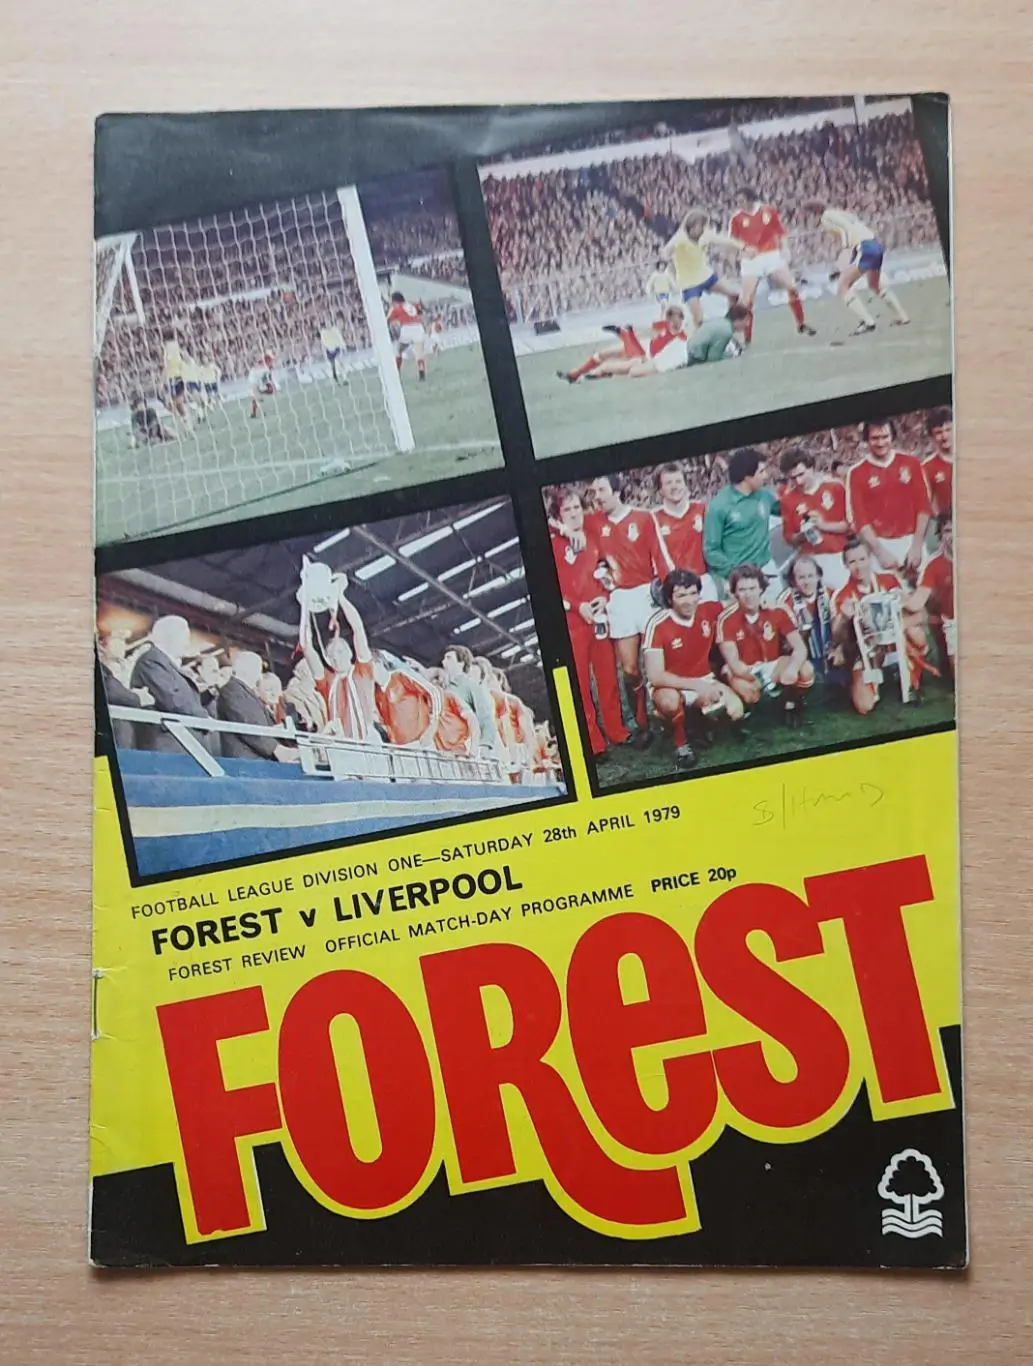 FOOTBALL LEAGUE DIVISION ONE—SATURDAY 28th APRIL 1979
FOREST v LIVERPOOL
FOREST REVIEW OFFICIAL MATCH-DAY PROGRAMME PRICE 20p
FOReST